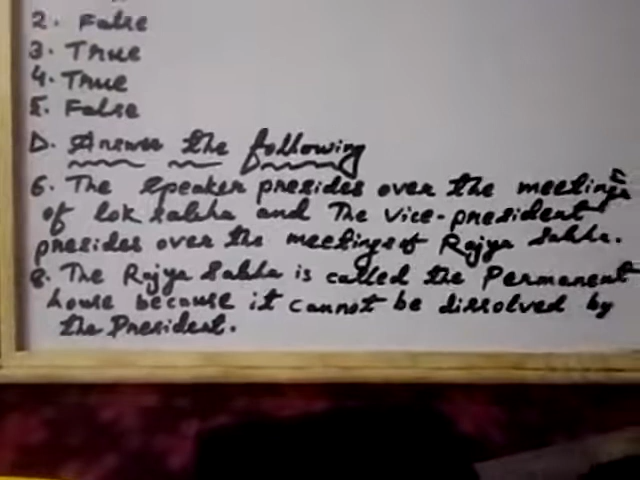 2. False
3. True
4. True
5. False
D. Answer the following
6. The Speaker presides over the meetings
of lok sabha and The vice-president
presides over the meetings of Rajya Sabha.
8. The Rajya Sabha is called the Permanent
house because it cannot be dissolved by
the President.